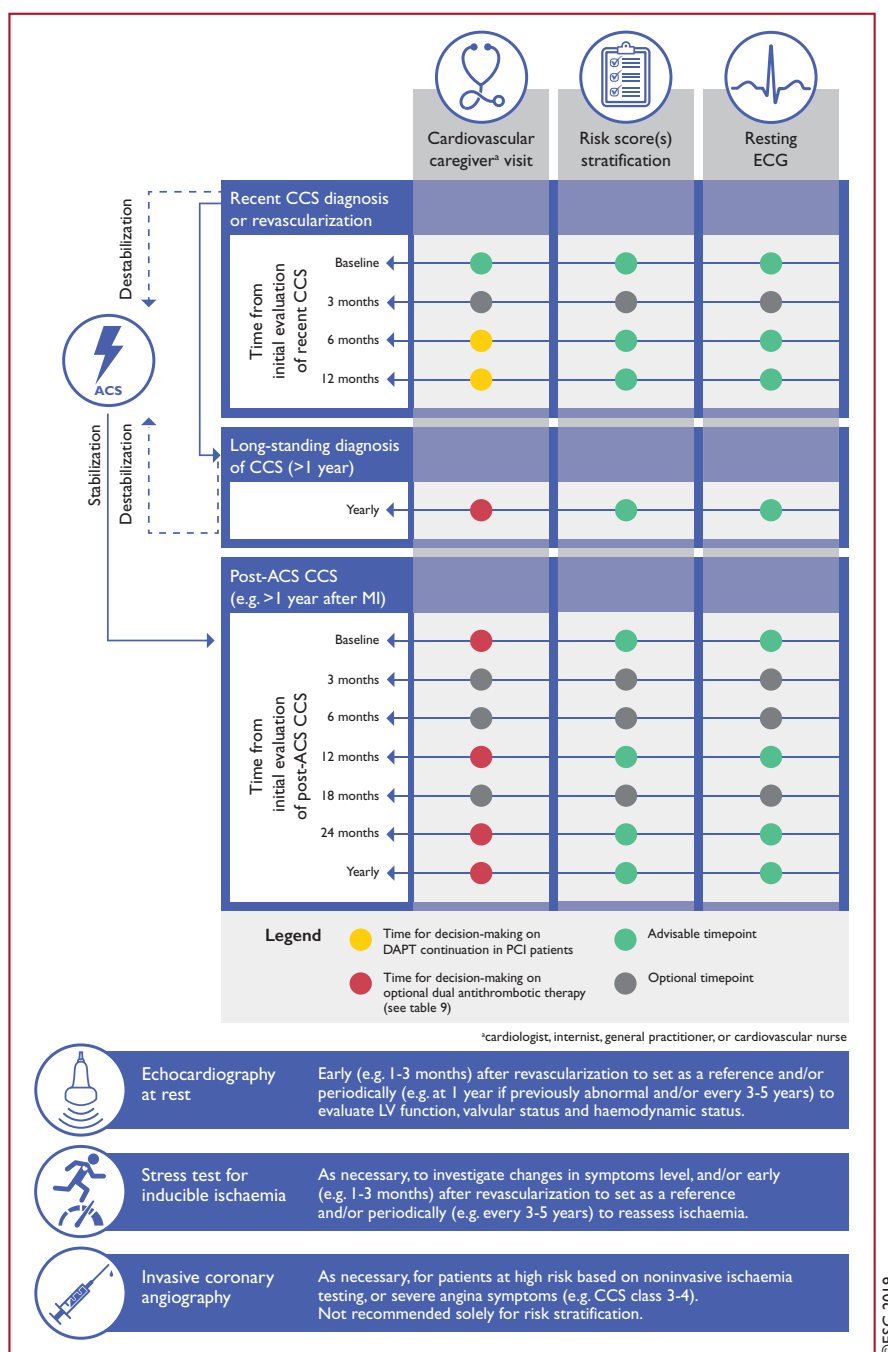 Cardiovascular
caregiverᵃ visit
Risk score(s)
stratification
Resting
ECG
Recent CCS diagnosis
or revascularization
Time from
initial evaluation
of recent CCS
Baseline
3 months
6 months
12 months
Destabilization
ACS
Stabilization
Destabilization
Long-standing diagnosis
of CCS (>1 year)
Yearly
Post-ACS CCS
(e.g. >1 year after MI)
Time from
initial evaluation
of post-ACS CCS
Baseline
3 months
6 months
12 months
18 months
24 months
Yearly
Legend
Time for decision-making on
DAPT continuation in PCI patients
Advisable timepoint
Time for decision-making on
optional dual antithrombotic therapy
(see table 9)
Optional timepoint
ᵃcardiologist, internist, general practitioner, or cardiovascular nurse
Echocardiography
at rest
Early (e.g. 1-3 months) after revascularization to set as a reference and/or
periodically (e.g. at 1 year if previously abnormal and/or every 3-5 years) to
evaluate LV function, valvular status and haemodynamic status.
Stress test for
inducible ischaemia
As necessary, to investigate changes in symptoms level, and/or early
(e.g. 1-3 months) after revascularization to set as a reference
and/or periodically (e.g. every 3-5 years) to reassess ischaemia.
Invasive coronary
angiography
As necessary, for patients at high risk based on noninvasive ischaemia
testing, or severe angina symptoms (e.g. CCS class 3-4).
Not recommended solely for risk stratification.
©ESC 2019